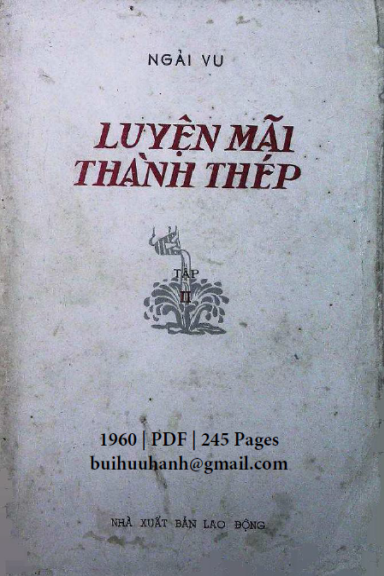 NGẢI VU
LUYỆN MÃI
THÀNH THÉP
TẬP
II
1960 | PDF | 245 Pages
buihuuhanh@gmail.com
NHÀ XUẤT BẢN LAO ĐỘNG